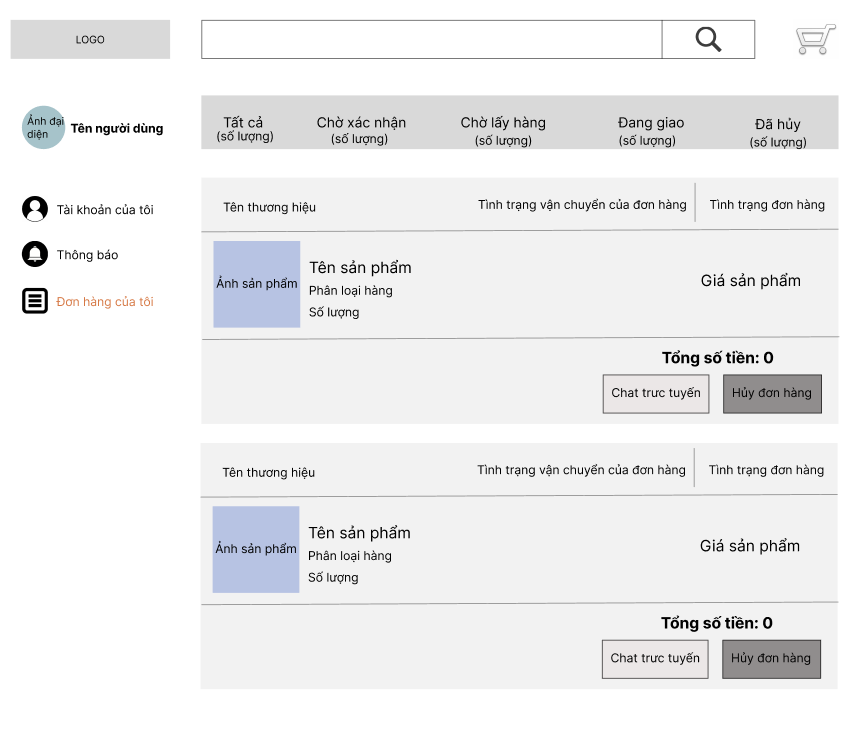 LOGO
Ảnh đại
diện
Tên người dùng
Tài khoản của tôi
Thông báo
Đơn hàng của tôi
Tất cả
(số lượng)
Chờ xác nhận
(số lượng)
Chờ lấy hàng
(số lượng)
Đang giao
(số lượng)
Đã hủy
(số lượng)
Tên thương hiệu
Tình trạng vận chuyển của đơn hàng
Tình trạng đơn hàng
Ảnh sản phẩm
Tên sản phẩm
Phân loại hàng
Số lượng
Giá sản phẩm
Tổng số tiền: 0
Chat trưc tuyến
Hủy đơn hàng
Tên thương hiệu
Tình trạng vận chuyển của đơn hàng
Tình trạng đơn hàng
Ảnh sản phẩm
Tên sản phẩm
Phân loại hàng
Số lượng
Giá sản phẩm
Tổng số tiền: 0
Chat trưc tuyến
Hủy đơn hàng